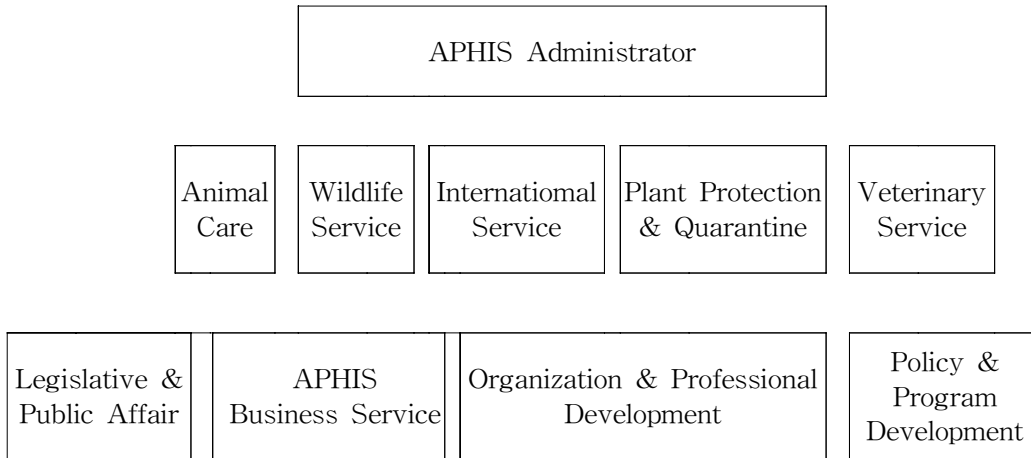 APHIS Administrator
Animal
Care
Wildlife
Service
Internatiomal
Service
Plant Protection
& Quarantine
Veterinary
Service
Legislative &
Public Affair
APHIS
Business Service
Organization & Professional
Development
Policy &
Program
Development